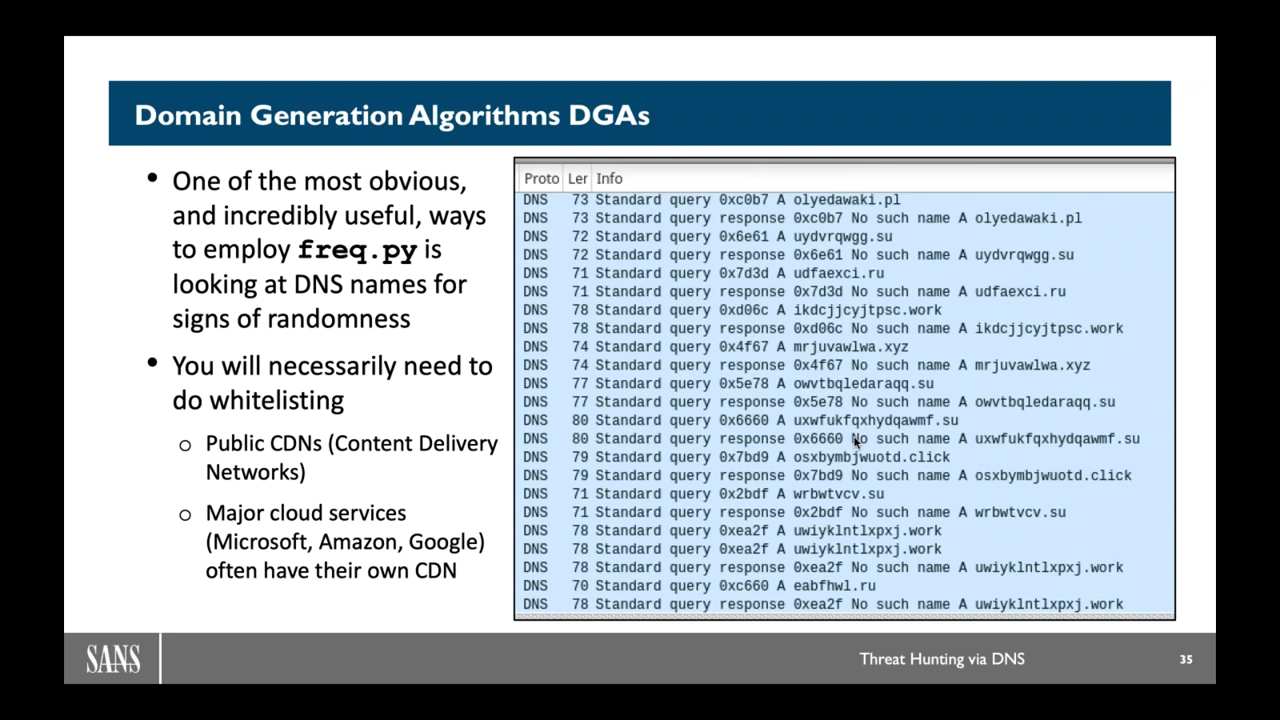 Domain Generation Algorithms DGAs
• One of the most obvious,
and incredibly useful, ways
to employ freq.py is
looking at DNS names for
signs of randomness
• You will necessarily need to
do whitelisting
o Public CDNs (Content Delivery
Networks)
o Major cloud services
(Microsoft, Amazon, Google)
often have their own CDN
Proto Ler Info
DNS 73 Standard query 0xc0b7 A olyedawaki.pl
DNS 73 Standard query response 0xc0b7 No such name A olyedawaki.pl
DNS 72 Standard query 0x6e61 A uydvrqwgg.su
DNS 72 Standard query response 0x6e61 No such name A uydvrqwgg.su
DNS 71 Standard query 0x7d3d A udfaexci.ru
DNS 71 Standard query response 0x7d3d No such name A udfaexci.ru
DNS 78 Standard query 0xd06c A ikdcjjcyjtpsc.work
DNS 78 Standard query response 0xd06c No such name A ikdcjjcyjtpsc.work
DNS 74 Standard query 0x4f67 A mrjuvawlwa.xyz
DNS 74 Standard query response 0x4f67 No such name A mrjuvawlwa.xyz
DNS 77 Standard query 0x5e78 A owvtbqledaraqq.su
DNS 77 Standard query response 0x5e78 No such name A owvtbqledaraqq.su
DNS 80 Standard query 0x6660 A uxwfukfqxhydqawmf.su
DNS 80 Standard query response 0x6660 No such name A uxwfukfqxhydqawmf.su
DNS 79 Standard query 0x7bd9 A osxbymbjwuotd.click
DNS 79 Standard query response 0x7bd9 No such name A osxbymbjwuotd.click
DNS 71 Standard query 0x2bdf A wrbwtvcv.su
DNS 71 Standard query response 0x2bdf No such name A wrbwtvcv.su
DNS 78 Standard query 0xea2f A uwiyklntlxpxj.work
DNS 78 Standard query 0xea2f A uwiyklntlxpxj.work
DNS 78 Standard query response 0xea2f No such name A uwiyklntlxpxj.work
DNS 70 Standard query 0xc660 A eabfhwl.ru
DNS 78 Standard query response 0xea2f No such name A uwiyklntlxpxj.work
SANS
Threat Hunting via DNS
35